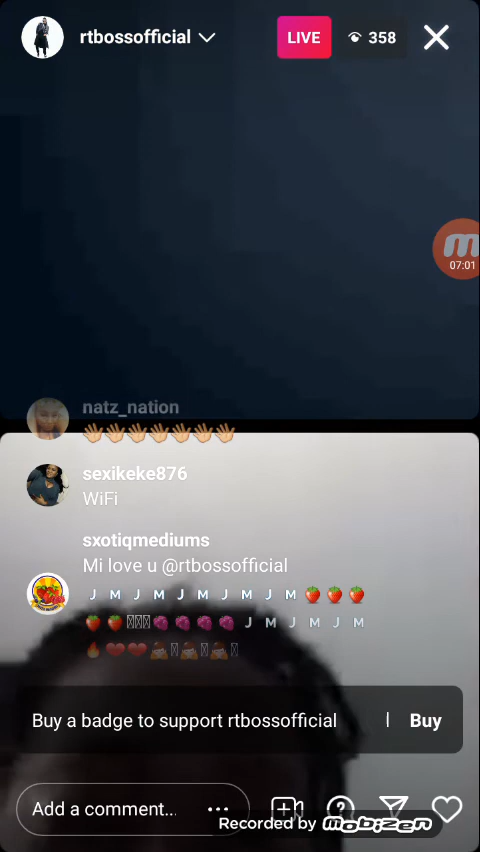 rtbossofficial
LIVE
358
07:01
natz_nation
👋🏼👋🏼👋🏼👋🏼👋🏼👋🏼👋🏼
sexikeke876
WiFi
sxotiqmediums
Mi love u @rtbossofficial
J M J M J M J M J M 🍓🍓🍓
🍓🍓🍇🍇🍇🍇 J M J M J M
🔥❤️❤️
Buy a badge to support rtbossofficial | Buy
Add a comment...
Recorded by mobizen